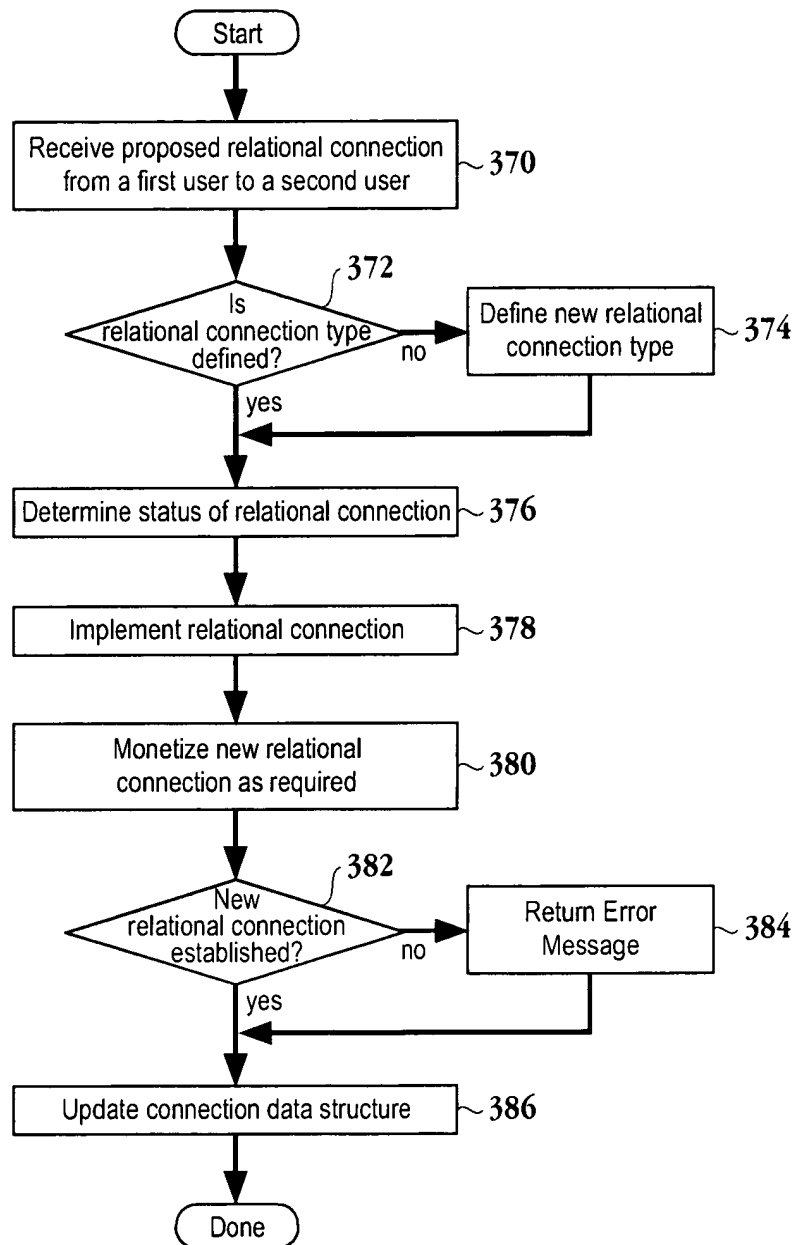 Start
Receive proposed relational connection
from a first user to a second user
370
372
Is
relational connection type
defined?
no
Define new relational
connection type
374
yes
Determine status of relational connection
376
Implement relational connection
378
Monetize new relational
connection as required
380
382
New
relational connection
established?
no
Return Error
Message
384
yes
Update connection data structure
386
Done